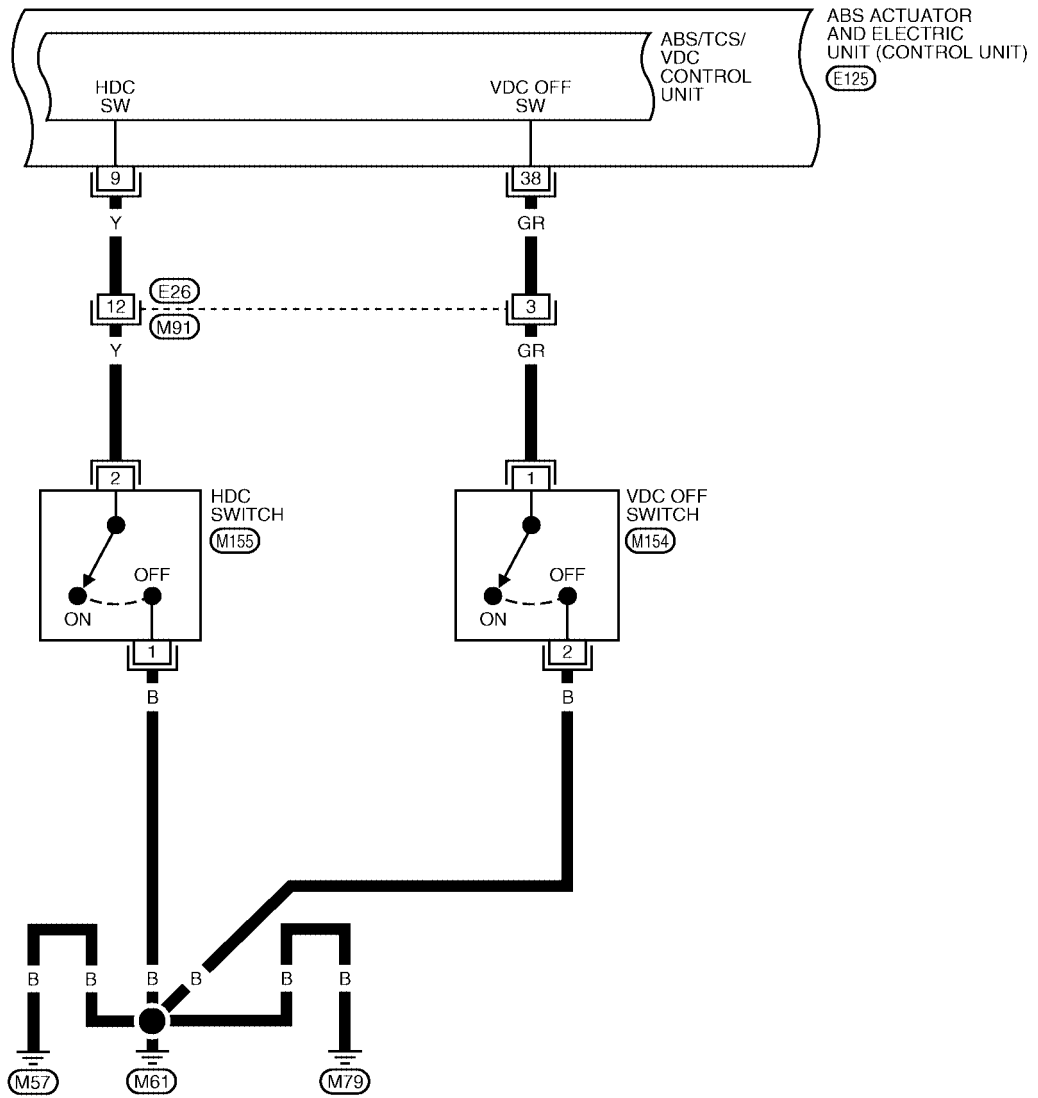 ABS ACTUATOR
AND ELECTRIC
UNIT (CONTROL UNIT)
E125
ABS/TCS/
VDC
CONTROL
UNIT
HDC
SW
VDC OFF
SW
9
38
Y
GR
12
E26
M91
3
Y
GR
2
1
HDC
SWITCH
M155
VDC OFF
SWITCH
M154
OFF
ON
OFF
ON
1
2
B
B
B
B
B
B
B
B
M57
M61
M79